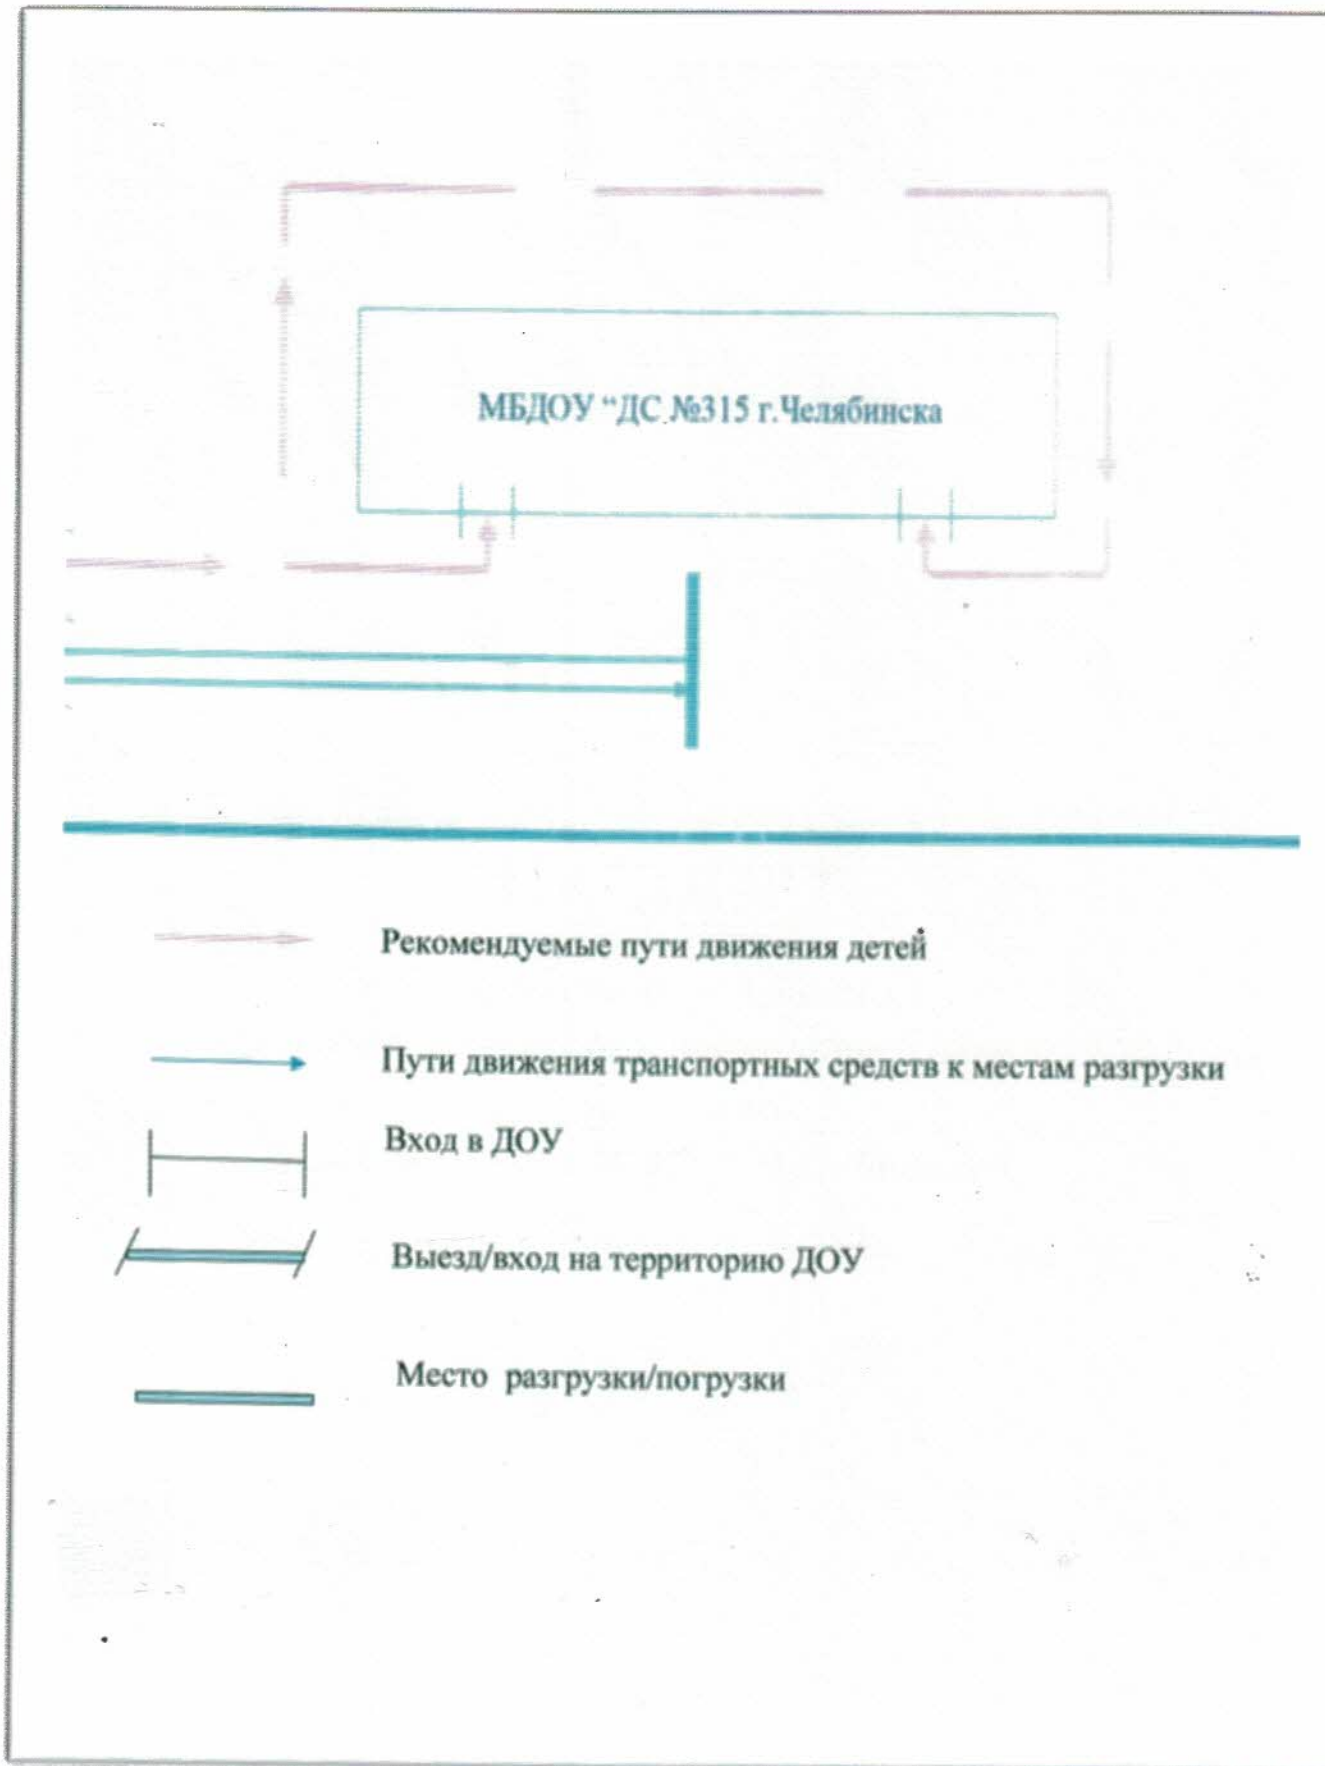 МБДОУ “ДС №315 г.Челябинска
Рекомендуемые пути движения детей
Пути движения транспортных средств к местам разгрузки
Вход в ДОУ
Выезд/вход на территорию ДОУ
Место разгрузки/погрузки